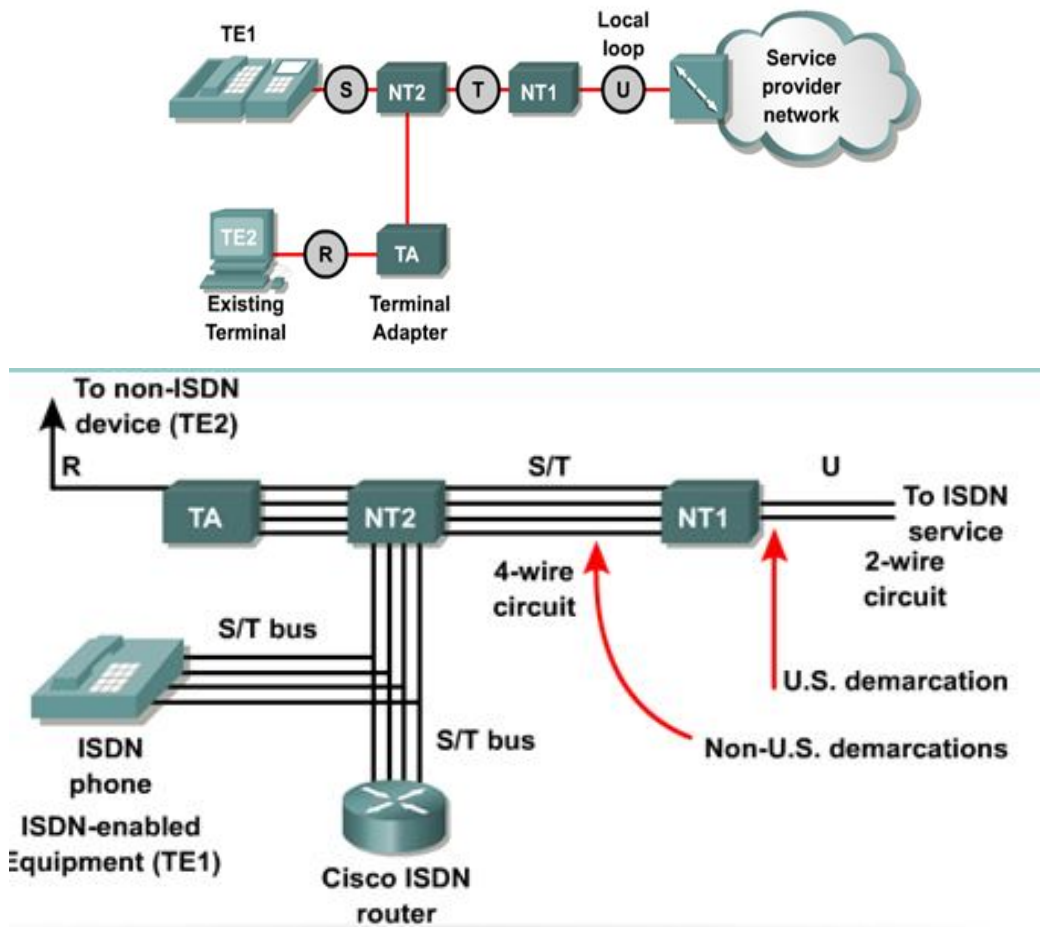 TE1
Local
loop
Service
provider
network
S
NT2
T
NT1
U
TE2
R
TA
Existing
Terminal
Terminal
Adapter
To non-ISDN
device (TE2)
R
S/T
U
TA
NT2
NT1
To ISDN
service
4-wire
circuit
2-wire
circuit
S/T bus
U.S. demarcation
Non-U.S. demarcations
S/T bus
ISDN
phone
ISDN-enabled
Equipment (TE1)
Cisco ISDN
router